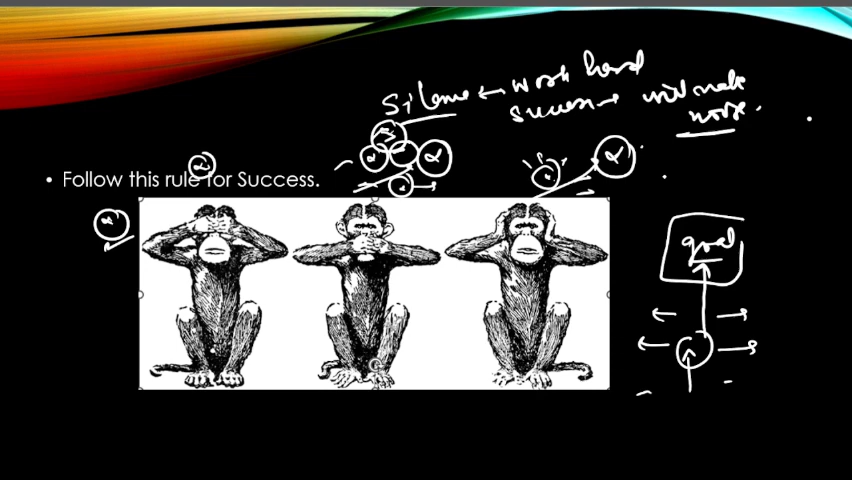 Silence ← work hard
success → will make
noise.
• Follow this rule for Success.
goal